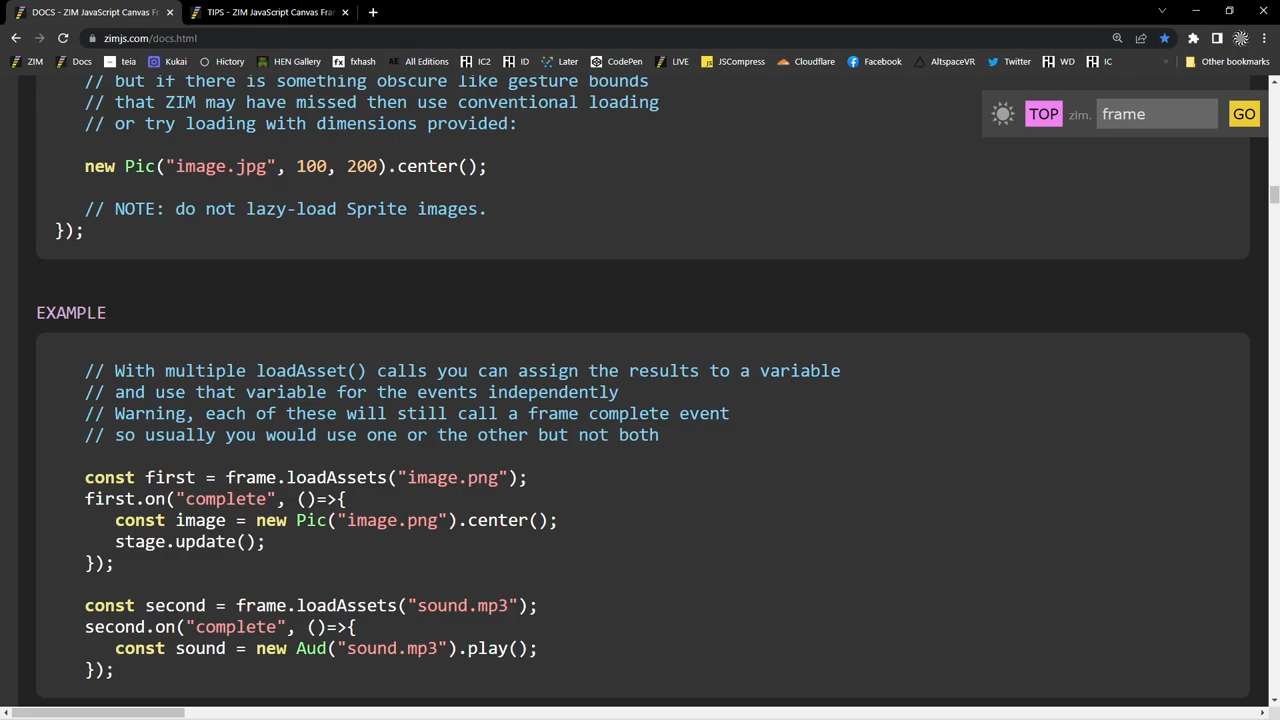 DOCS - ZIM JavaScript Canvas Fr
TIPS - ZIM JavaScript Canvas Fra
zimjs.com/docs.html
ZIM
Docs
teia
Kukai
Hictory
HEN Gallery
fxhash
All Editions
IC2
ID
Later
CodePen
LIVE
JSCompress
Cloudflare
Facebook
AltspaceVR
Twitter
WD
IC
Other bookmarks
// but if there is something obscure like gesture bounds
// that ZIM may have missed then use conventional loading
// or try loading with dimensions provided:
TOP zim. frame GO
new Pic("image.jpg", 100, 200).center();
// NOTE: do not lazy-load Sprite images.
});
EXAMPLE
// With multiple loadAsset() calls you can assign the results to a variable
// and use that variable for the events independently
// Warning, each of these will still call a frame complete event
// so usually you would use one or the other but not both
const first = frame.loadAssets("image.png");
first.on("complete", ()=>{
const image = new Pic("image.png").center();
stage.update();
});
const second = frame.loadAssets("sound.mp3");
second.on("complete", ()=>{
const sound = new Aud("sound.mp3").play();
});